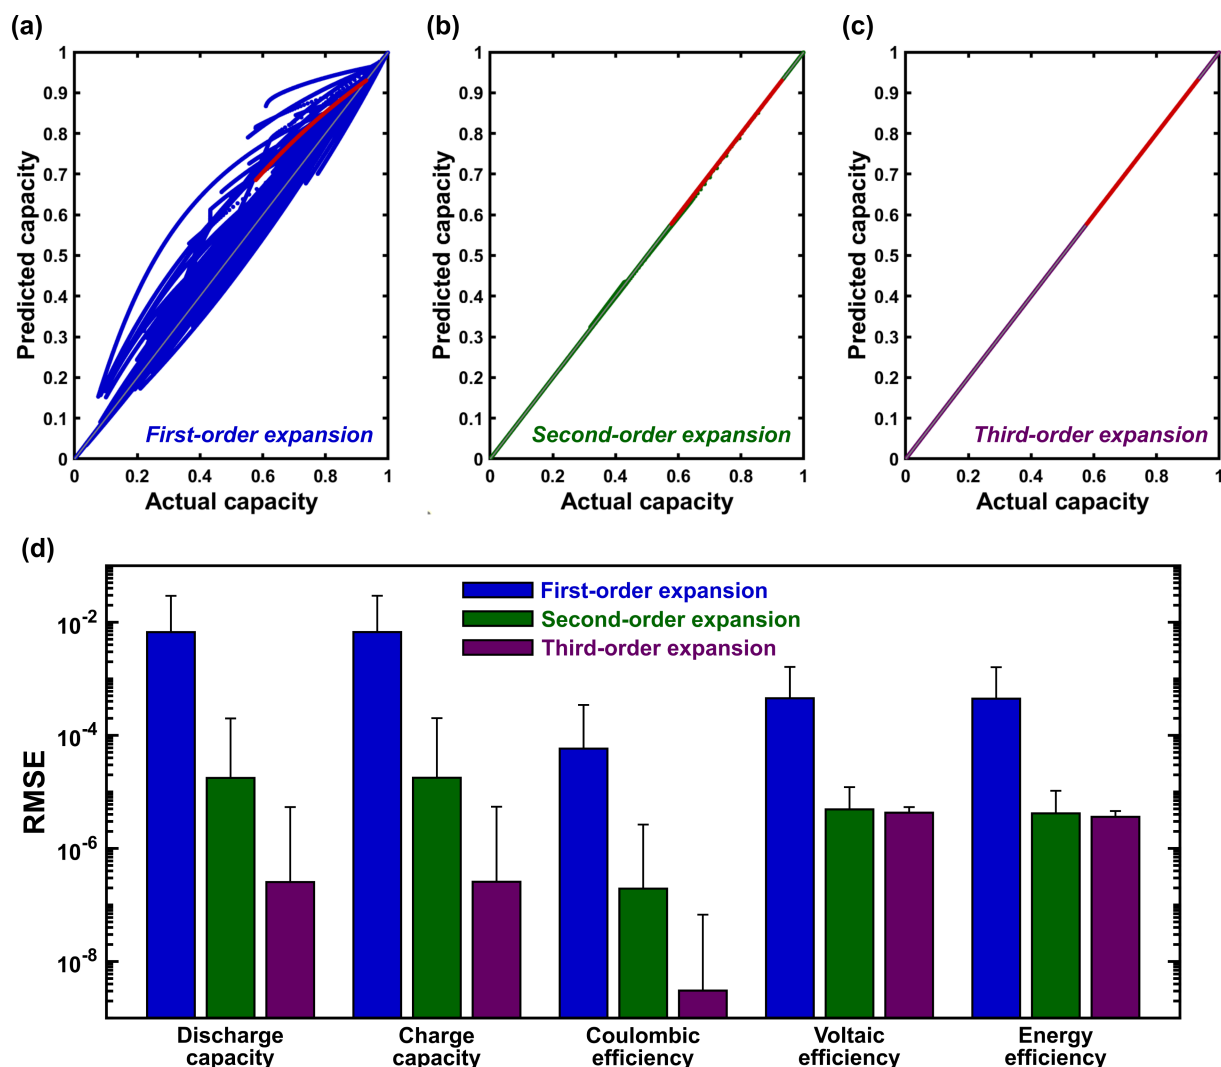 (a)
1
0.9
0.8
0.7
0.6
0.5
0.4
0.3
0.2
0.1
0
Predicted capacity
First-order expansion
0 0.2 0.4 0.6 0.8 1
Actual capacity
(b)
1
0.9
0.8
0.7
0.6
0.5
0.4
0.3
0.2
0.1
0
Predicted capacity
Second-order expansion
0 0.2 0.4 0.6 0.8 1
Actual capacity
(c)
1
0.9
0.8
0.7
0.6
0.5
0.4
0.3
0.2
0.1
0
Predicted capacity
Third-order expansion
0 0.2 0.4 0.6 0.8 1
Actual capacity
(d)
First-order expansion
Second-order expansion
Third-order expansion
10-2
10-4
10-6
10-8
RMSE
Discharge
capacity
Charge
capacity
Coulombic
efficiency
Voltaic
efficiency
Energy
efficiency